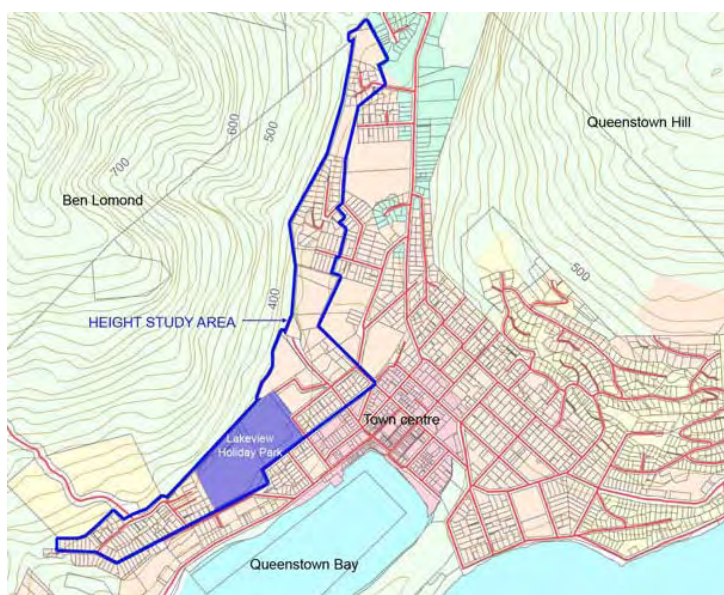 Queenstown Hill
600
500
700
Ben Lomond
500
400
HEIGHT STUDY AREA
Town centre
Lakeview
Holiday Park
Queenstown Bay